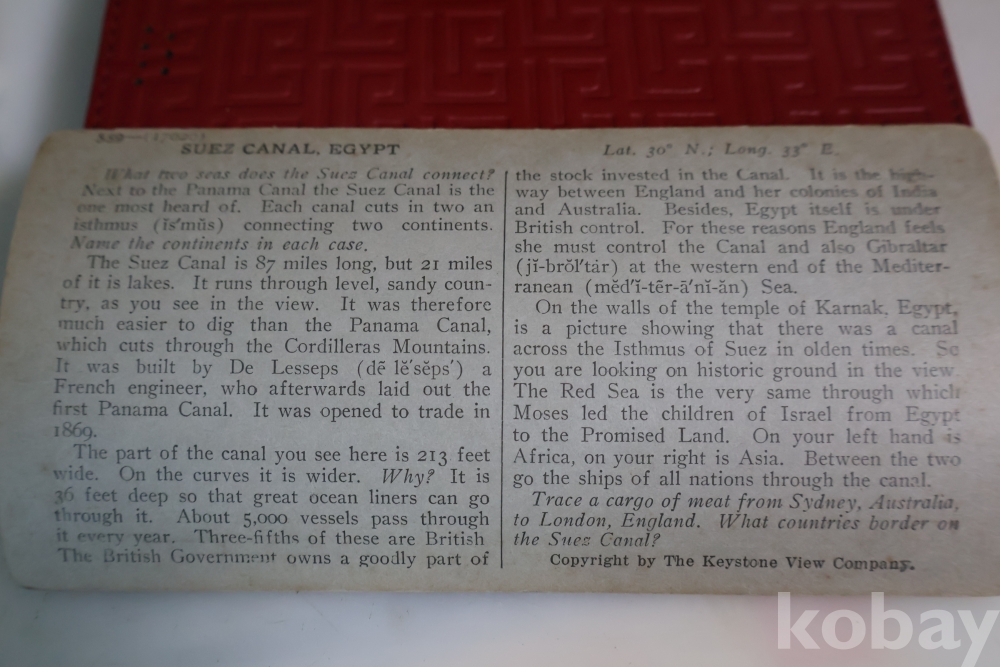 SUEZ CANAL, EGYPT
Lat. 30° N.; Long. 33° E.
What two seas does the Suez Canal connect?
Next to the Panama Canal the Suez Canal is the
one most heard of. Each canal cuts in two an
isthmus (ĭs′mŭs) connecting two continents.
Name the continents in each case.
The Suez Canal is 87 miles long, but 21 miles
of it is lakes. It runs through level, sandy coun-
try, as you see in the view. It was therefore
much easier to dig than the Panama Canal,
which cuts through the Cordilleras Mountains.
It was built by De Lesseps (dẽ lĕ′sĕps′) a
French engineer, who afterwards laid out the
first Panama Canal. It was opened to trade in
1869.
The part of the canal you see here is 213 feet
wide. On the curves it is wider. Why? It is
36 feet deep so that great ocean liners can go
through it. About 5,000 vessels pass through
it every year. Three-fifths of these are British
The British Government owns a goodly part of
the stock invested in the Canal. It is the high-
way between England and her colonies of India
and Australia. Besides, Egypt itself is under
British control. For these reasons England feels
she must control the Canal and also Gibraltar
(jĭ-brŏl′tár) at the western end of the Mediter-
ranean (mĕd′ĭ-tĕr-ā′nĭ-ăn) Sea.
On the walls of the temple of Karnak, Egypt,
is a picture showing that there was a canal
across the Isthmus of Suez in olden times. So
you are looking on historic ground in the view
The Red Sea is the very same through which
Moses led the children of Israel from Egypt
to the Promised Land. On your left hand is
Africa, on your right is Asia. Between the two
go the ships of all nations through the canal.
Trace a cargo of meat from Sydney, Australia,
to London, England. What countries border on
the Suez Canal?
Copyright by The Keystone View Company.
kobay